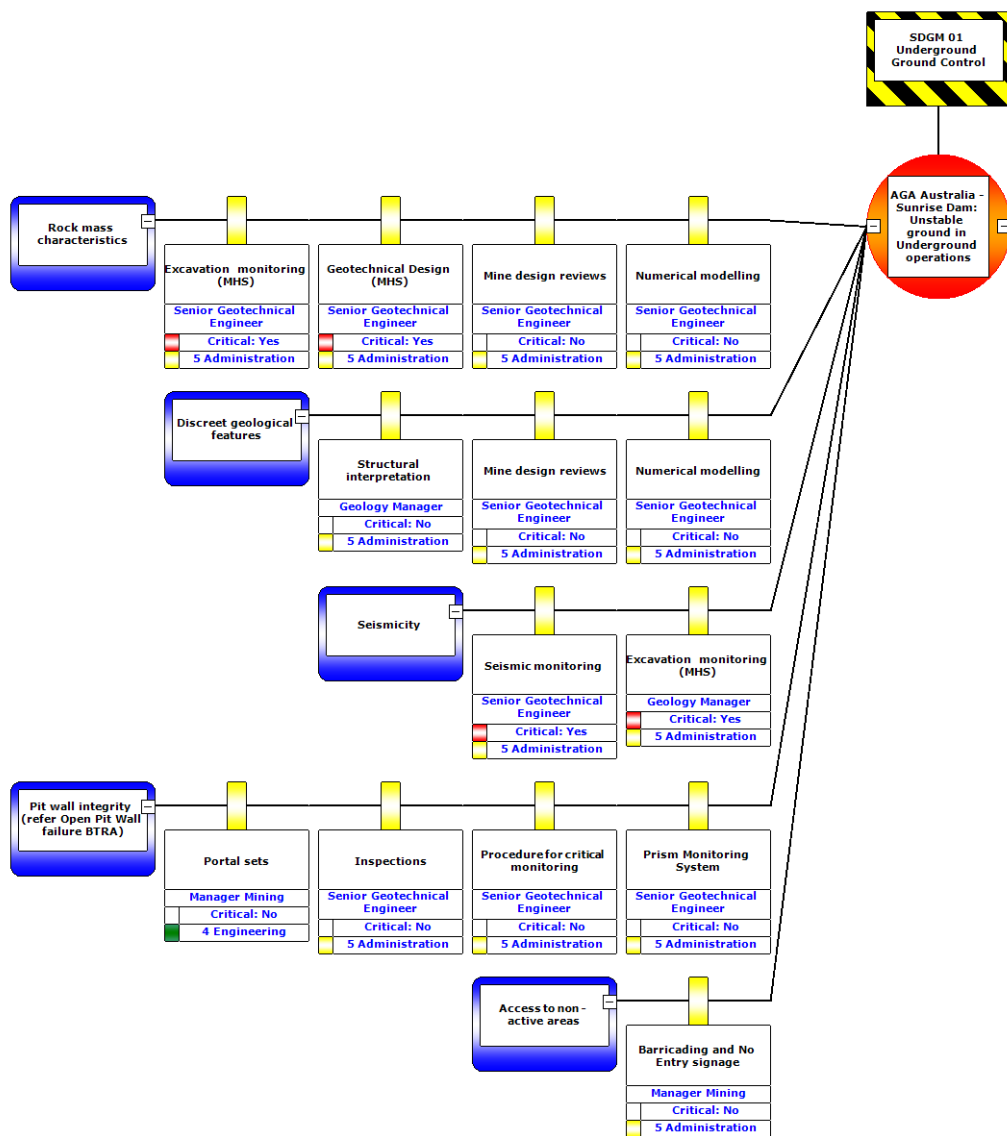 SDGM 01
Underground
Ground Control
AGA Australia -
Sunrise Dam:
Unstable
ground in
Underground
operations
Rock mass
characteristics
Excavation monitoring
(MHS)
Senior Geotechnical
Engineer
Critical: Yes
5 Administration
Geotechnical Design
(MHS)
Senior Geotechnical
Engineer
Critical: Yes
5 Administration
Mine design reviews
Senior Geotechnical
Engineer
Critical: No
5 Administration
Numerical modelling
Senior Geotechnical
Engineer
Critical: No
5 Administration
Discreet geological
features
Structural
interpretation
Geology Manager
Critical: No
5 Administration
Mine design reviews
Senior Geotechnical
Engineer
Critical: No
5 Administration
Numerical modelling
Senior Geotechnical
Engineer
Critical: No
5 Administration
Seismicity
Seismic monitoring
Senior Geotechnical
Engineer
Critical: Yes
5 Administration
Excavation monitoring
(MHS)
Geology Manager
Critical: Yes
5 Administration
Pit wall integrity
(refer Open Pit Wall
failure BTRA)
Portal sets
Manager Mining
Critical: No
4 Engineering
Inspections
Senior Geotechnical
Engineer
Critical: No
5 Administration
Procedure for critical
monitoring
Senior Geotechnical
Engineer
Critical: No
5 Administration
Prism Monitoring
System
Senior Geotechnical
Engineer
Critical: No
5 Administration
Access to non -
active areas
Barricading and No
Entry signage
Manager Mining
Critical: No
5 Administration